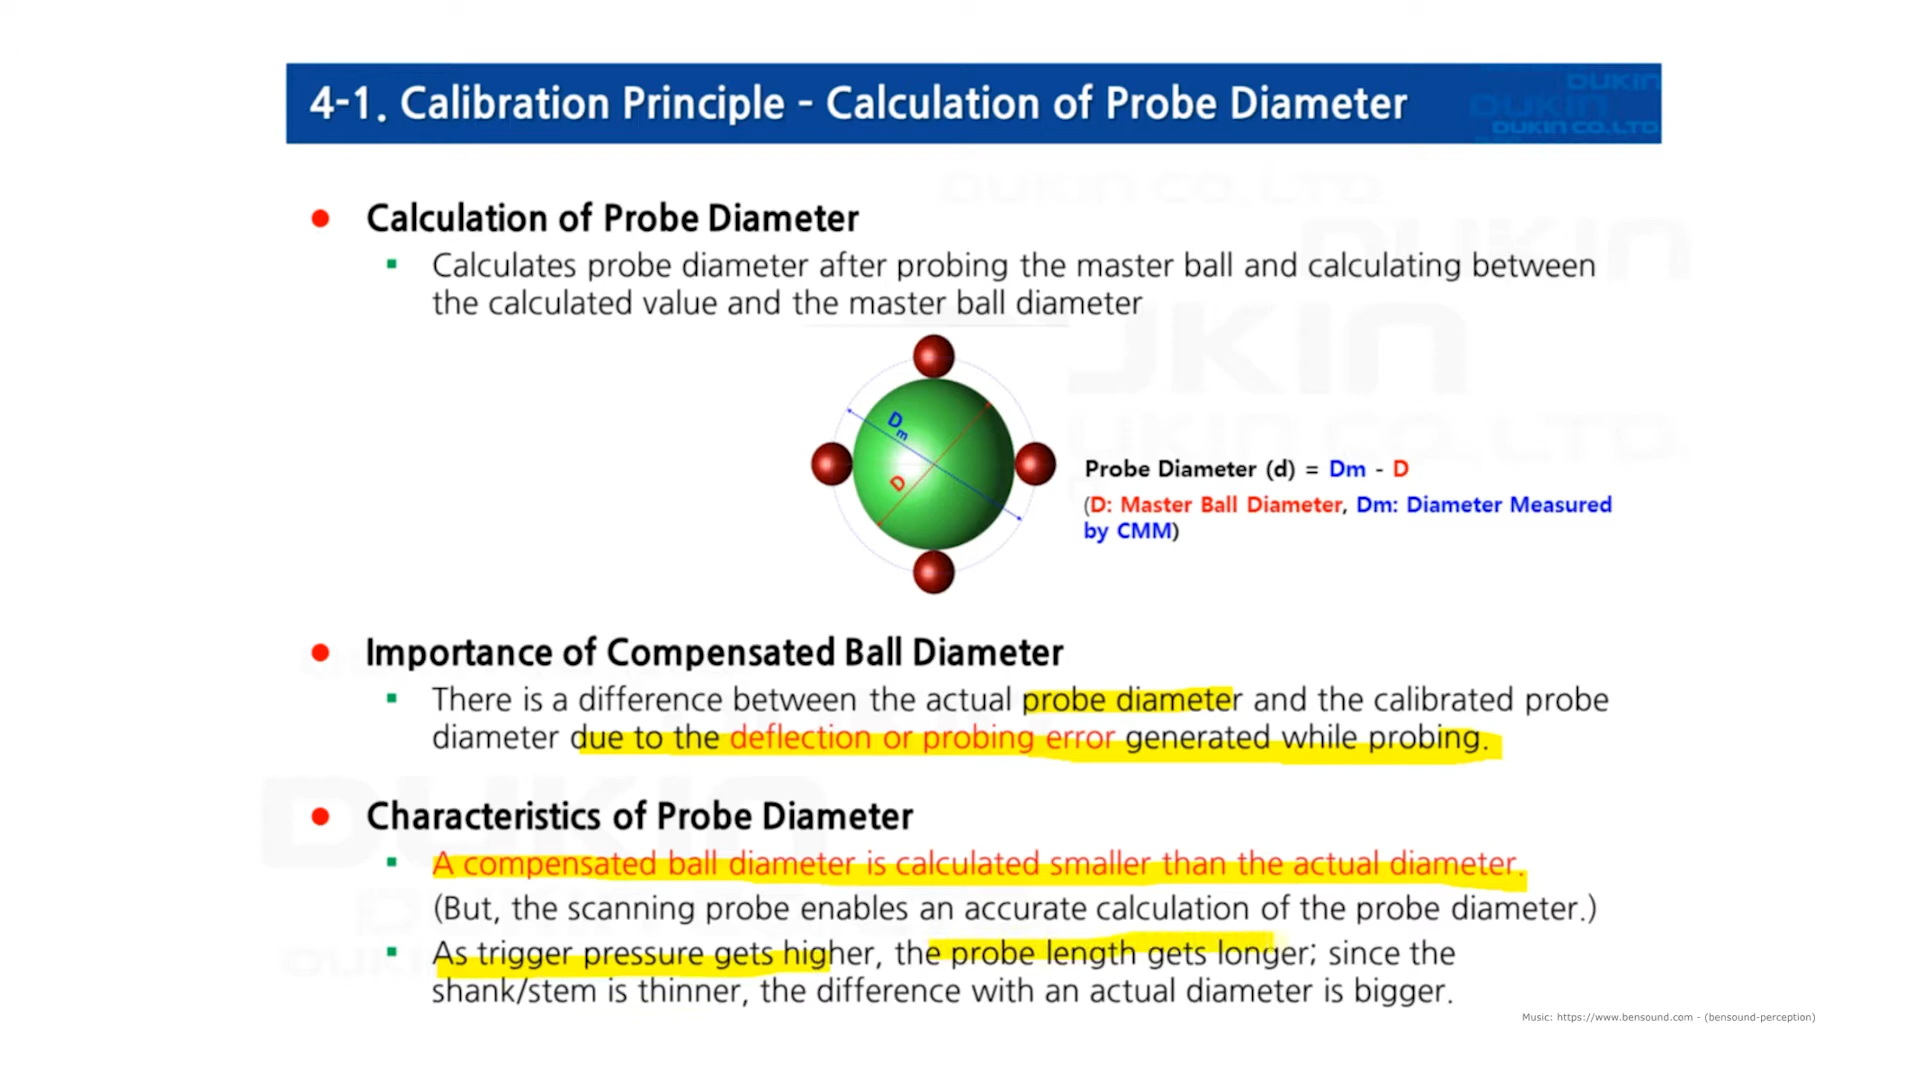 4-1. Calibration Principle - Calculation of Probe Diameter
DUKIN
DUKIN
DUKIN CO.,LTD
DUKIN CO.,LTD.
DUKIN
Calculation of Probe Diameter
Calculates probe diameter after probing the master ball and calculating between
the calculated value and the master ball diameter
Dm
D
Probe Diameter (d) = Dm - D
(D: Master Ball Diameter, Dm: Diameter Measured
by CMM)
Importance of Compensated Ball Diameter
There is a difference between the actual probe diameter and the calibrated probe
diameter due to the deflection or probing error generated while probing.
Characteristics of Probe Diameter
A compensated ball diameter is calculated smaller than the actual diameter.
(But, the scanning probe enables an accurate calculation of the probe diameter.)
As trigger pressure gets higher, the probe length gets longer; since the
shank/stem is thinner, the difference with an actual diameter is bigger.
Music: https://www.bensound.com - (bensound-perception)